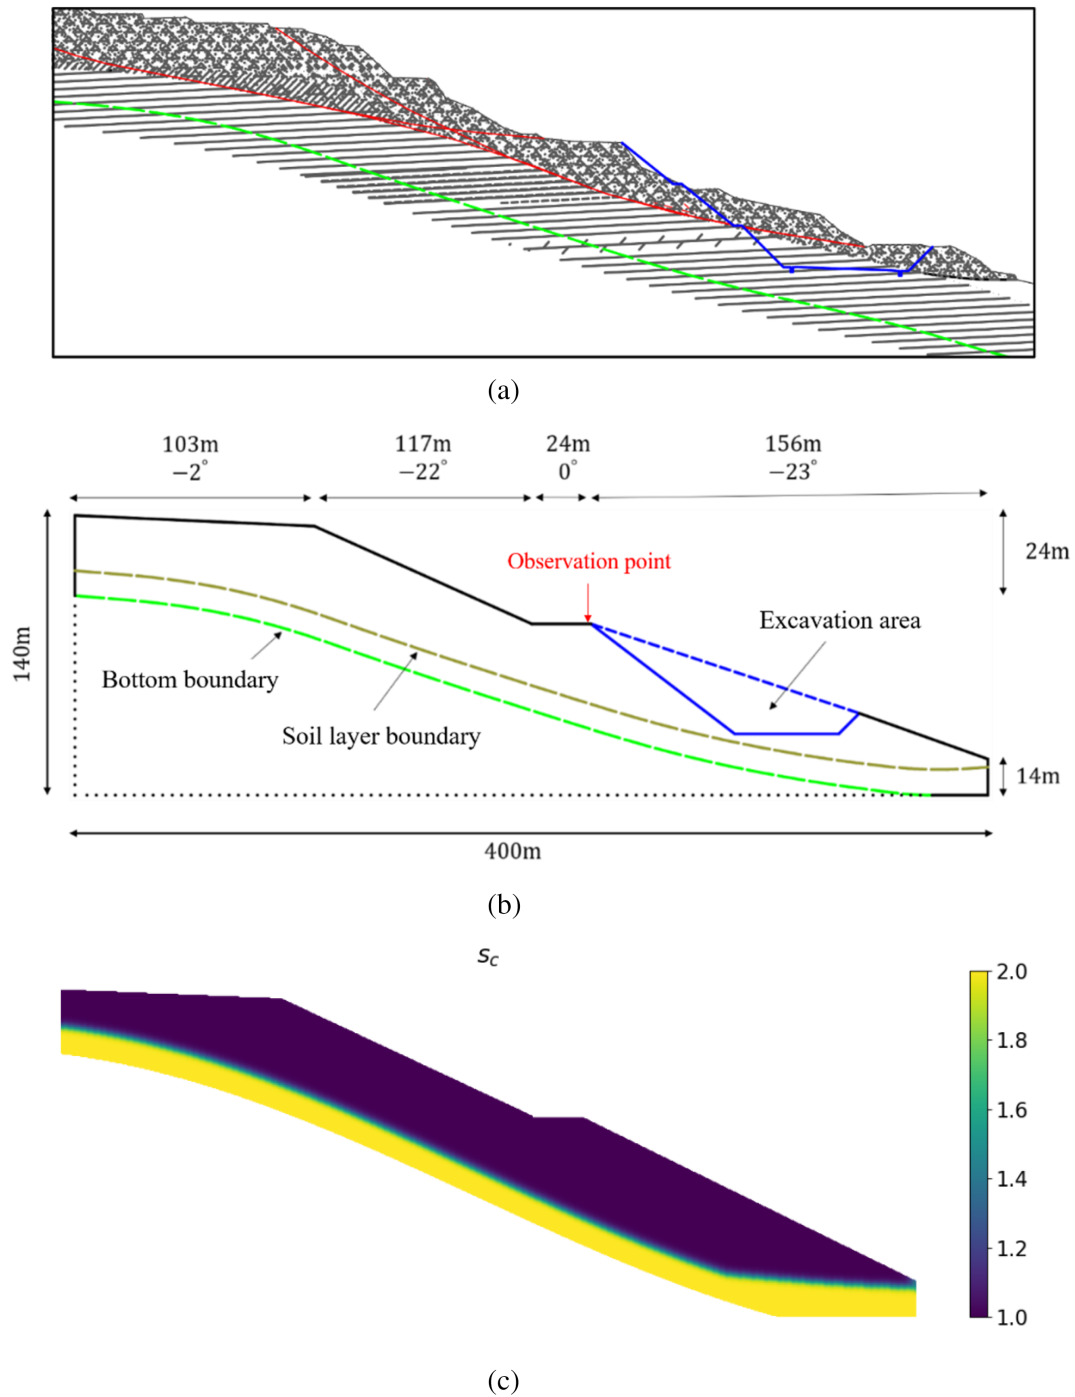 (a)
103m 117m 24m 156m
−2° −22° 0° −23°
24m
Observation point
Excavation area
140m
Bottom boundary
Soil layer boundary
14m
400m
(b)
s_c
2.0
1.8
1.6
1.4
1.2
1.0
(c)